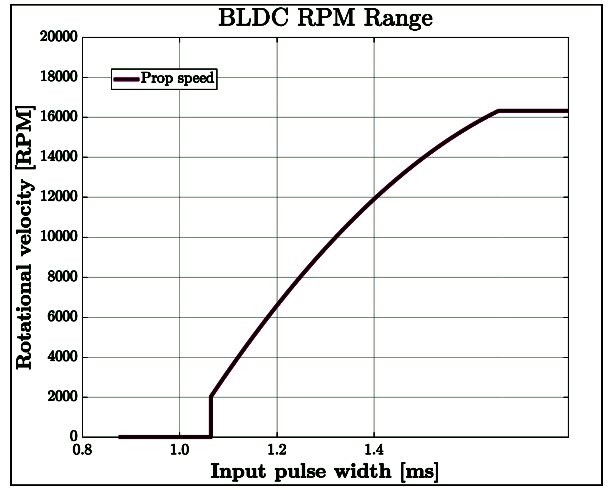 BLDC RPM Range
20000
18000
16000
14000
12000
10000
8000
6000
4000
2000
0
Rotational velocity [RPM]
Prop speed
0.8 1.0 1.2 1.4
Input pulse width [ms]